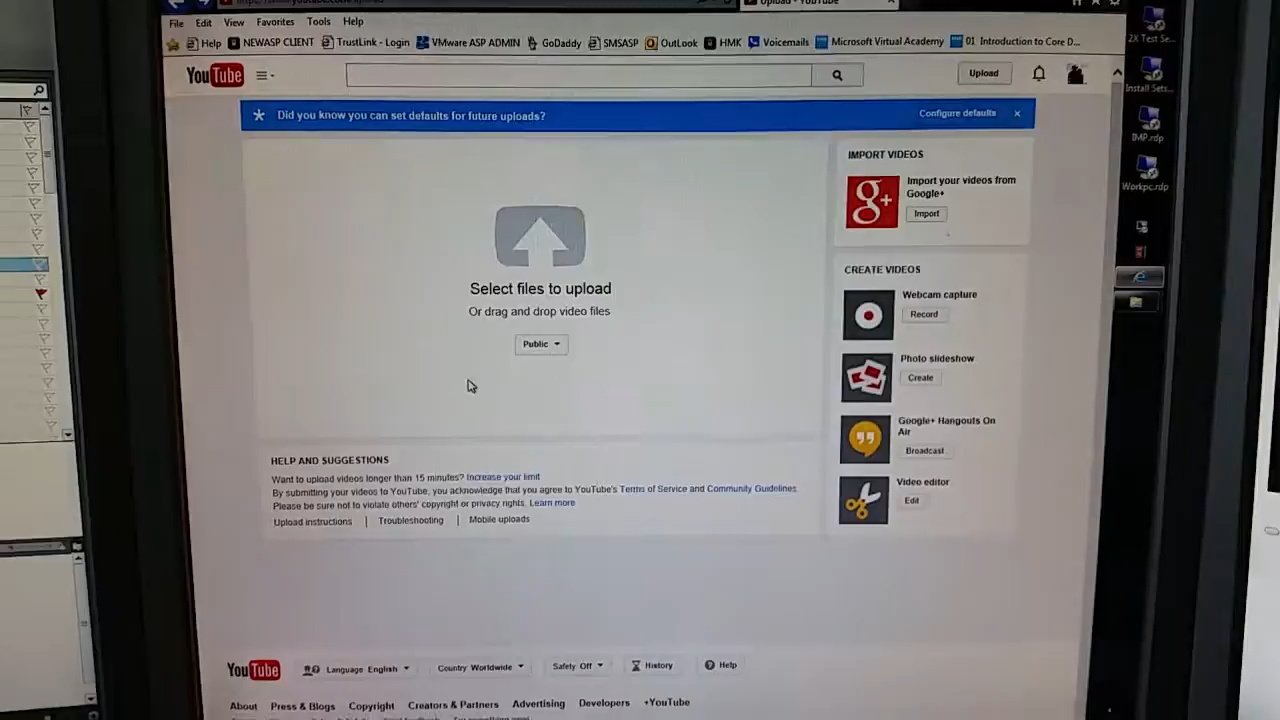 Upload - YouTube
File Edit View Favorites Tools Help
Help NEWASP CLIENT TrustLink - Login VMware ASP ADMIN GoDaddy SMSASP OutLook HMK Voicemails Microsoft Virtual Academy 01 Introduction to Core D...
2X Test Se...
YouTube Upload
Install Sets...
Did you know you can set defaults for future uploads? Configure defaults
IMP.rdp
IMPORT VIDEOS
Import your videos from
Google+
Import
Workpc.rdp
g+
Select files to upload
Or drag and drop video files
Public
CREATE VIDEOS
Webcam capture
Record
Photo slideshow
Create
Google+ Hangouts On
Air
Broadcast
Video editor
Edit
HELP AND SUGGESTIONS
Want to upload videos longer than 15 minutes? Increase your limit
By submitting your videos to YouTube, you acknowledge that you agree to YouTube's Terms of Service and Community Guidelines.
Please be sure not to violate others' copyright or privacy rights. Learn more
Upload instructions | Troubleshooting | Mobile uploads
YouTube Language: English Country: Worldwide Safety: Off History Help
About Press & Blogs Copyright Creators & Partners Advertising Developers +YouTube